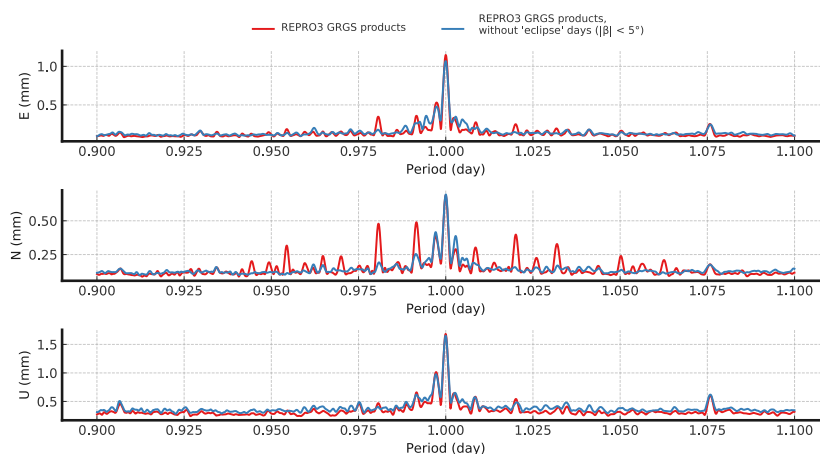 REPRO3 GRGS products
REPRO3 GRGS products,
without 'eclipse' days (|β| < 5°)
E (mm)
1.0
0.5
0.900 0.925 0.950 0.975 1.000 1.025 1.050 1.075 1.100
Period (day)
N (mm)
0.50
0.25
0.900 0.925 0.950 0.975 1.000 1.025 1.050 1.075 1.100
Period (day)
U (mm)
1.5
1.0
0.5
0.900 0.925 0.950 0.975 1.000 1.025 1.050 1.075 1.100
Period (day)